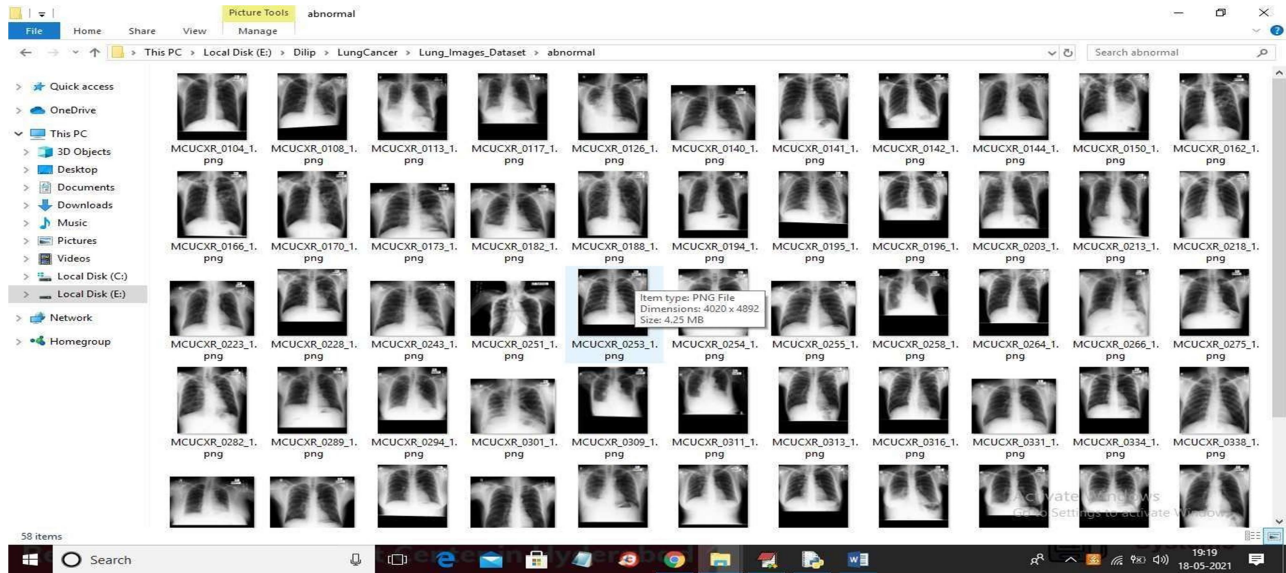 Picture Tools
abnormal
File
Home
Share
View
Manage
This PC > Local Disk (E:) > Dilip > LungCancer > Lung_Images_Dataset > abnormal
Search abnormal
Quick access
OneDrive
This PC
3D Objects
Desktop
Documents
Downloads
Music
Pictures
Videos
Local Disk (C:)
Local Disk (E:)
Network
Homegroup
MCUCXR_0104_1.png
MCUCXR_0108_1.png
MCUCXR_0113_1.png
MCUCXR_0117_1.png
MCUCXR_0126_1.png
MCUCXR_0140_1.png
MCUCXR_0141_1.png
MCUCXR_0142_1.png
MCUCXR_0144_1.png
MCUCXR_0150_1.png
MCUCXR_0162_1.png
MCUCXR_0166_1.png
MCUCXR_0170_1.png
MCUCXR_0173_1.png
MCUCXR_0182_1.png
MCUCXR_0188_1.png
MCUCXR_0194_1.png
MCUCXR_0195_1.png
MCUCXR_0196_1.png
MCUCXR_0203_1.png
MCUCXR_0213_1.png
MCUCXR_0218_1.png
MCUCXR_0223_1.png
MCUCXR_0228_1.png
MCUCXR_0243_1.png
MCUCXR_0251_1.png
MCUCXR_0253_1.png
MCUCXR_0254_1.png
MCUCXR_0255_1.png
MCUCXR_0258_1.png
MCUCXR_0264_1.png
MCUCXR_0266_1.png
MCUCXR_0275_1.png
Item type: PNG File
Dimensions: 4020 x 4892
Size: 4.25 MB
MCUCXR_0282_1.png
MCUCXR_0289_1.png
MCUCXR_0294_1.png
MCUCXR_0301_1.png
MCUCXR_0309_1.png
MCUCXR_0311_1.png
MCUCXR_0313_1.png
MCUCXR_0316_1.png
MCUCXR_0331_1.png
MCUCXR_0334_1.png
MCUCXR_0338_1.png
Activate Windows
Go to Settings to activate Windows.
58 items
Search
19:19
18-05-2021